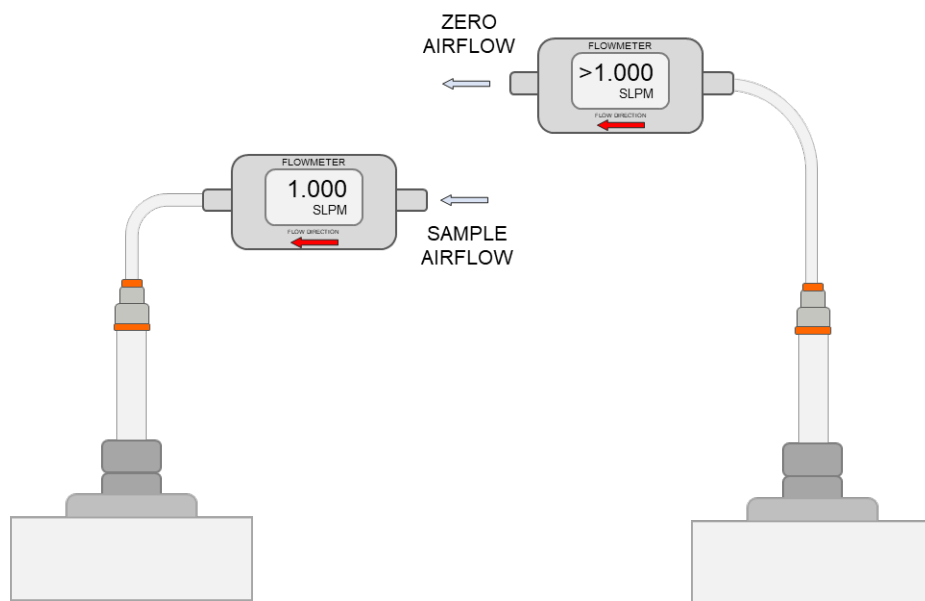 ZERO
AIRFLOW
FLOWMETER
>1.000
SLPM
FLOW DIRECTION
FLOWMETER
1.000
SLPM
FLOW DIRECTION
SAMPLE
AIRFLOW